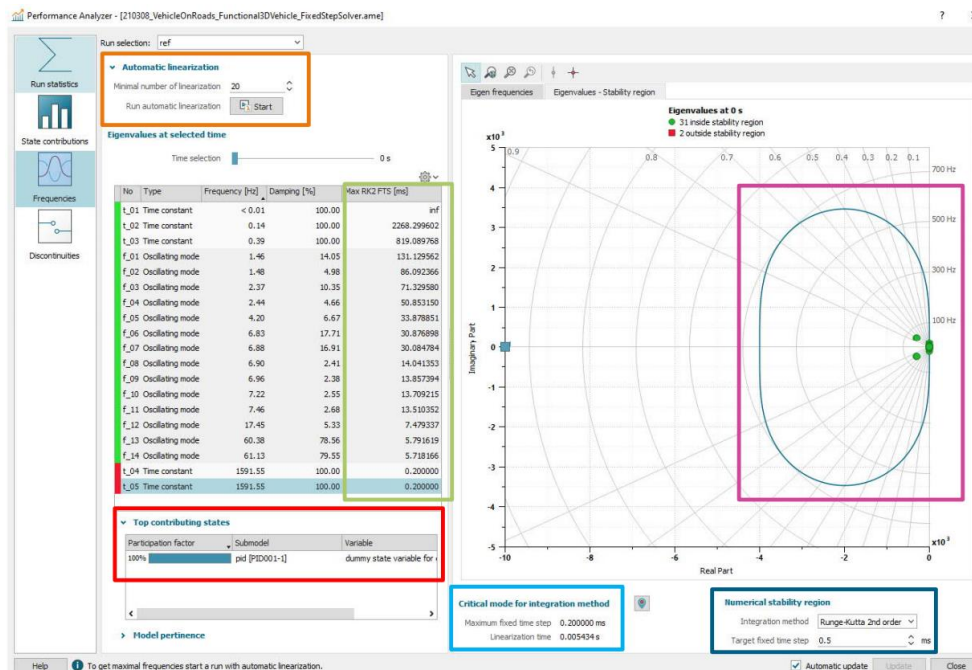 Performance Analyzer - [210308_VehicleOnRoads_Functional3DVehicle_FixedStepSolver.ame]
?
Run selection: ref
Run statistics
State contributions
Frequencies
Discontinuities
Automatic linearization
Minimal number of linearization 20
Run automatic linearization Start
Eigenvalues at selected time
Time selection 0 s
No Type Frequency [Hz] Damping [%] Max RK2 FTS [ms]
t_01 Time constant < 0.01 100.00 inf
t_02 Time constant 0.14 100.00 2268.299602
t_03 Time constant 0.39 100.00 819.089768
f_01 Oscillating mode 1.46 14.05 131.129562
f_02 Oscillating mode 1.48 4.98 86.092366
f_03 Oscillating mode 2.37 10.35 71.329580
f_04 Oscillating mode 2.44 4.66 50.853150
f_05 Oscillating mode 4.20 6.67 33.878851
f_06 Oscillating mode 6.83 17.71 30.876898
f_07 Oscillating mode 6.88 16.91 30.084784
f_08 Oscillating mode 6.90 2.41 14.041353
f_09 Oscillating mode 6.96 2.38 13.857394
f_10 Oscillating mode 7.22 2.55 13.709215
f_11 Oscillating mode 7.46 2.68 13.510352
f_12 Oscillating mode 17.45 5.33 7.479337
f_13 Oscillating mode 60.38 78.56 5.791619
f_14 Oscillating mode 61.13 79.55 5.718166
t_04 Time constant 1591.55 100.00 0.200000
t_05 Time constant 1591.55 100.00 0.200000
Top contributing states
Participation factor Submodel Variable
100% pid [PID001-1] dummy state variable for
Model pertinence
Eigen frequencies Eigenvalues - Stability region
Eigenvalues at 0 s
31 inside stability region
2 outside stability region
x10³
5
4
3
2
1
0
-1
-2
-3
-4
-5
Imaginary Part
0.9 0.8 0.7 0.6 0.5 0.4 0.3 0.2 0.1
700 Hz
500 Hz
300 Hz
100 Hz
-10 -8 -6 -4 -2 0
x10³
Real Part
Critical mode for integration method
Maximum fixed time step 0.200000 ms
Linearization time 0.005434 s
Numerical stability region
Integration method Runge-Kutta 2nd order
Target fixed time step 0.5 ms
Help To get maximal frequencies start a run with automatic linearization.
Automatic update Update Close